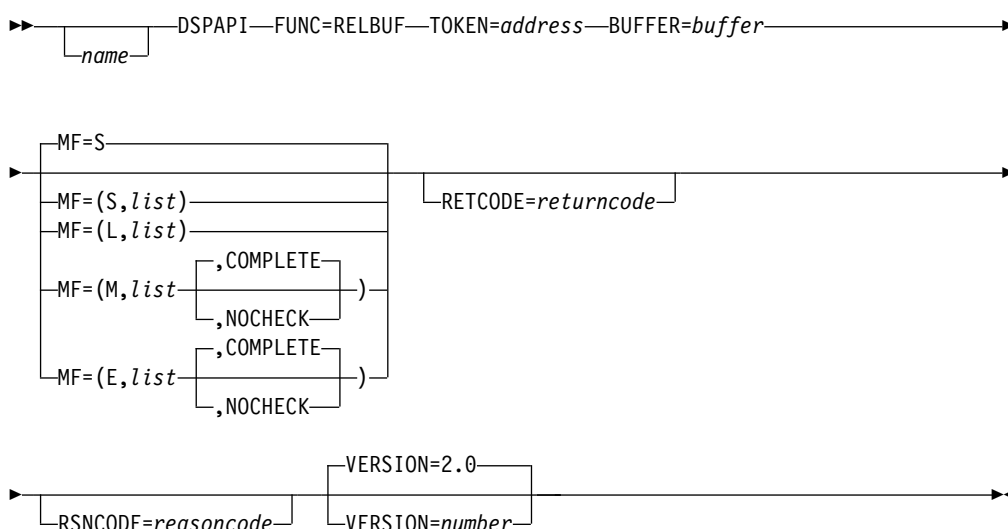 DSPAPI FUNC=RELBUF TOKEN=address BUFFER=buffer
name
MF=S
MF=(S,list)
MF=(L,list)
MF=(M,list ,COMPLETE )
,NOCHECK
MF=(E,list ,COMPLETE )
,NOCHECK
RETCODE=returncode
RSNCODE=reasoncode
VERSION=2.0
VERSION=number